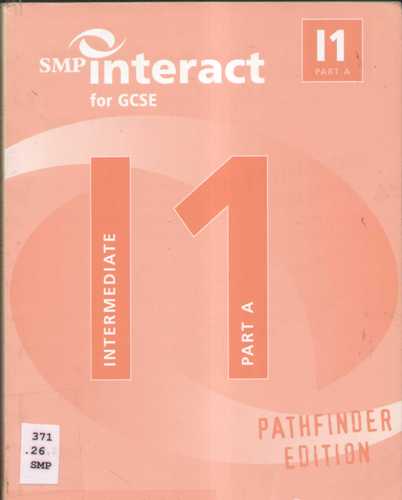 SMP interact
for GCSE
I1
PART A
I1
INTERMEDIATE
PART A
PATHFINDER
EDITION
371
.26
SMP